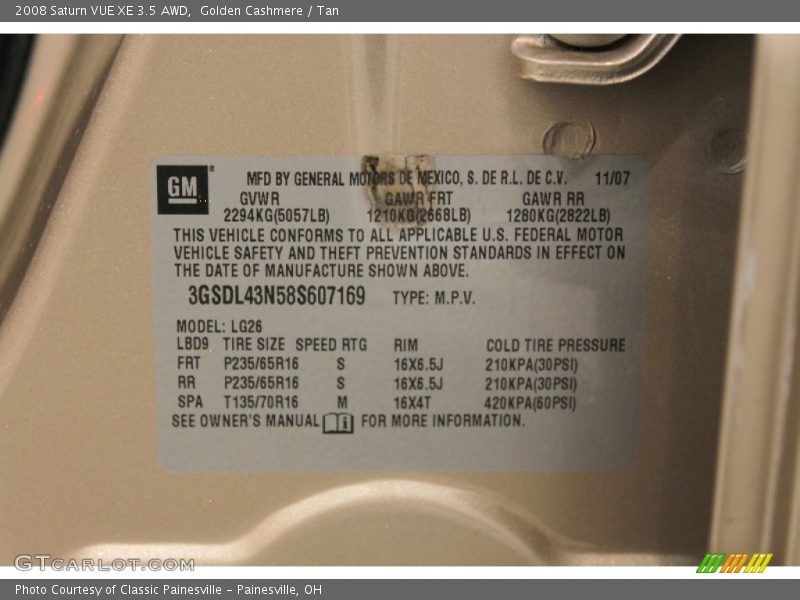 2008 Saturn VUE XE 3.5 AWD,  Golden Cashmere / Tan
GM® MFD BY GENERAL MOTORS DE MEXICO, S. DE R.L. DE C.V. 11/07
GVWR GAWR FRT GAWR RR
2294KG(5057LB) 1210KG(2668LB) 1280KG(2822LB)
THIS VEHICLE CONFORMS TO ALL APPLICABLE U.S. FEDERAL MOTOR
VEHICLE SAFETY AND THEFT PREVENTION STANDARDS IN EFFECT ON
THE DATE OF MANUFACTURE SHOWN ABOVE.
3GSDL43N58S607169 TYPE: M.P.V.
MODEL: LG26
LBD9 TIRE SIZE SPEED RTG RIM COLD TIRE PRESSURE
FRT P235/65R16 S 16X6.5J 210KPA(30PSI)
RR P235/65R16 S 16X6.5J 210KPA(30PSI)
SPA T135/70R16 M 16X4T 420KPA(60PSI)
SEE OWNER'S MANUAL FOR MORE INFORMATION.
GTCARLOT.COM
Photo Courtesy of Classic Painesville - Painesville, OH